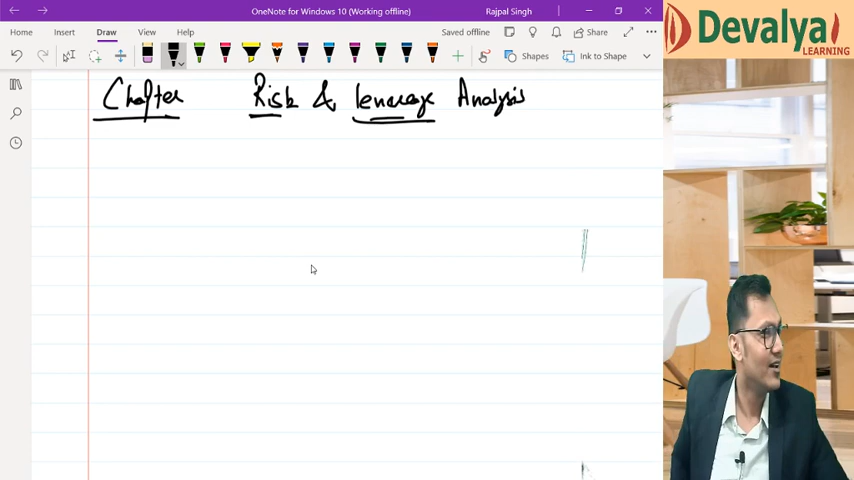 OneNote for Windows 10 (Working offline)
Rajpal Singh
Home Insert Draw View Help
Saved offline
Share
Shapes
Ink to Shape
Devalya
LEARNING
Chapter Risk & leverage Analysis